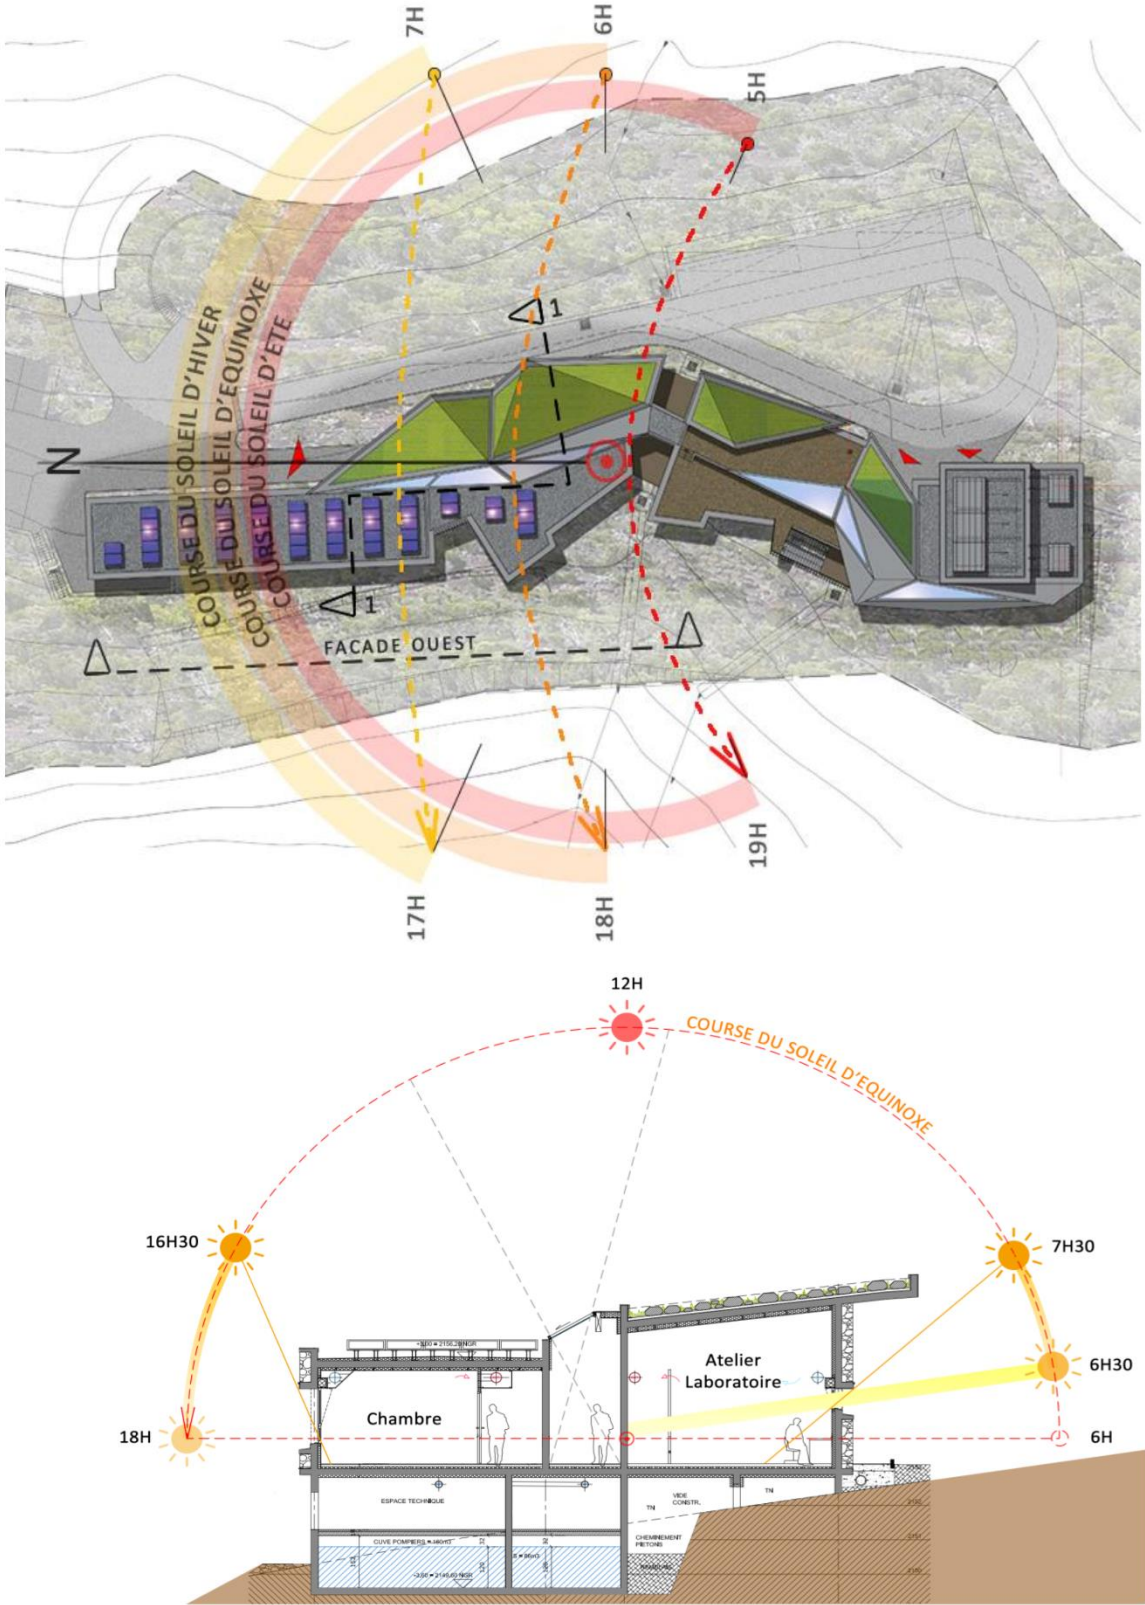 7H
6H
5H
N
COURSE DU SOLEIL D'HIVER
COURSE DU SOLEIL D'EQUINOXE
COURSE DU SOLEIL D'ETE
1
1
FACADE OUEST
17H
18H
19H
12H
COURSE DU SOLEIL D'EQUINOXE
16H30
7H30
6H30
18H
6H
Atelier
Laboratoire
Chambre
ESPACE TECHNIQUE
VIDE
CONSTR.
TN
TN
CHEMINEMENT
PIETONS